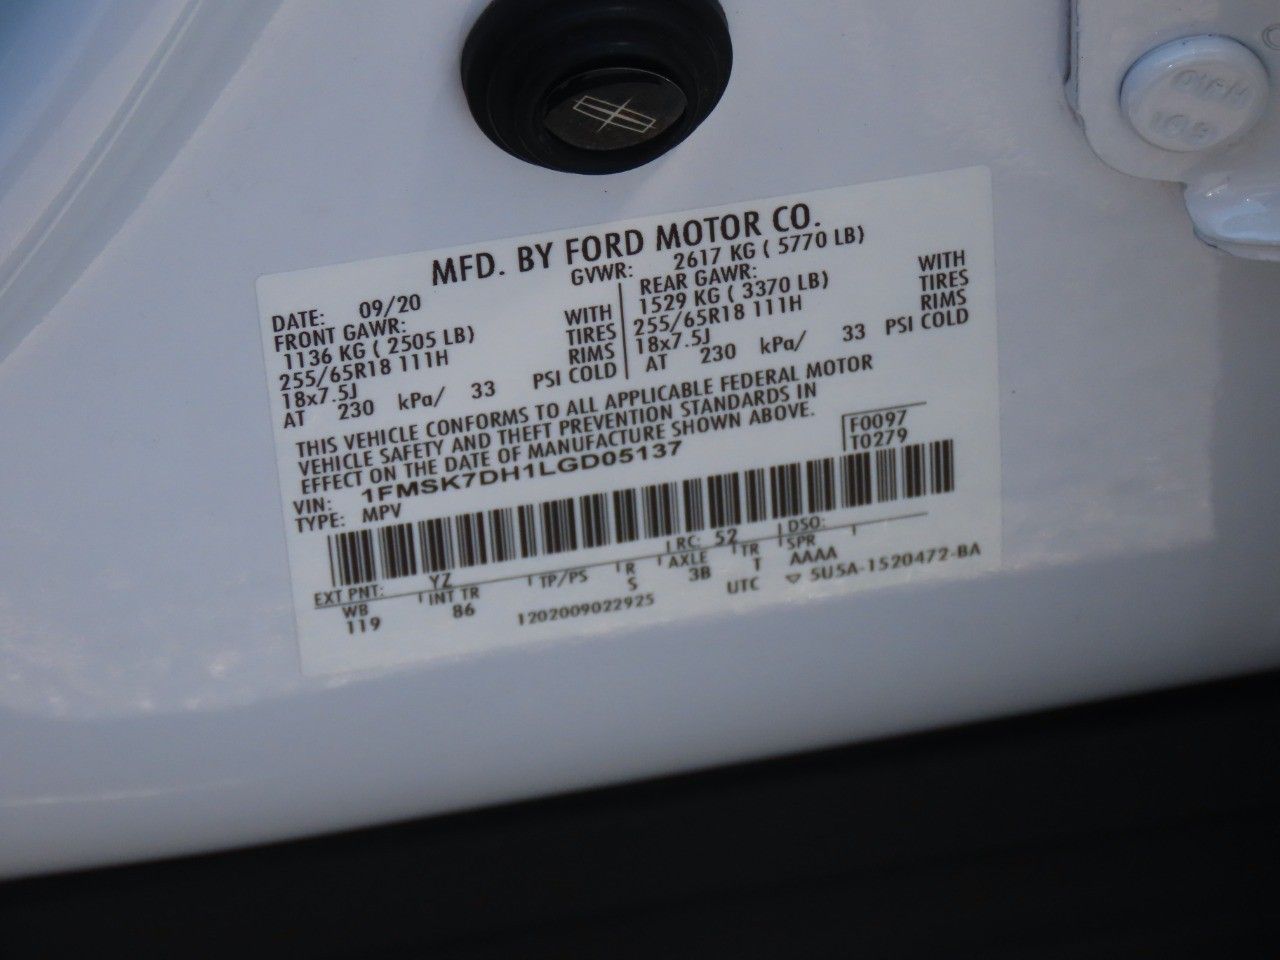 MFD. BY FORD MOTOR CO.
DATE: 09/20 GVWR: 2617 KG ( 5770 LB)
FRONT GAWR: REAR GAWR:
1136 KG ( 2505 LB) WITH 1529 KG ( 3370 LB) WITH
255/65R18 111H TIRES 255/65R18 111H TIRES
18x7.5J RIMS 18x7.5J RIMS
AT 230 kPa/ 33 PSI COLD AT 230 kPa/ 33 PSI COLD
THIS VEHICLE CONFORMS TO ALL APPLICABLE FEDERAL MOTOR
VEHICLE SAFETY AND THEFT PREVENTION STANDARDS IN
EFFECT ON THE DATE OF MANUFACTURE SHOWN ABOVE.
VIN: 1FMSK7DH1LGD05137 F0097
TYPE: MPV T0279
EXT PNT: YZ RC: 52 DSO:
WB INT TR TP/PS R AXLE TR SPR
119 86 S 3B T AAAA
1202009022925 UTC ▽ 5U5A-1520472-BA